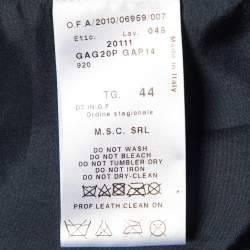 O.F.A/2010/06959/007
Etic. Lav. 048
20111
GAG20P GAP14
920
Made in Italy
TG. 44
DT IN.O.F
Ordine stagionale
M.S.C. SRL
DO NOT WASH
DO NOT BLEACH
DO NOT TUMBLE DRY
DO NOT IRON
DO NOT DRY-CLEAN
PROF.LEATH CLEAN ON